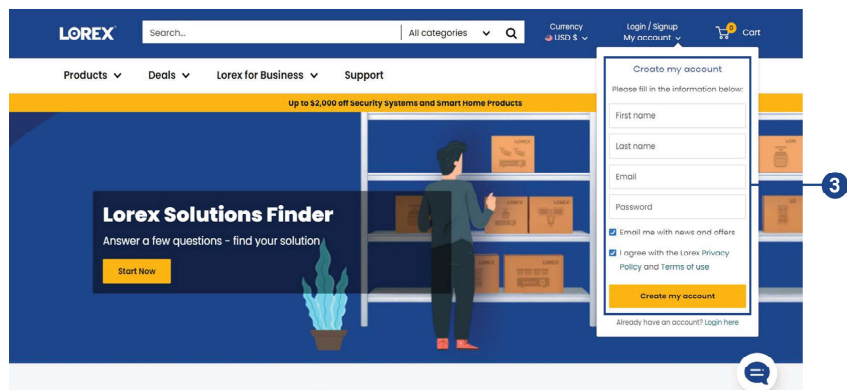 LOREX
Search...
All categories
Currency
USD $
Login / Signup
My account
0
Cart
Products
Deals
Lorex for Business
Support
Up to $2,000 off Security Systems and Smart Home Products
Create my account
Please fill in the information below:
First name
Last name
Email
Password
Email me with news and offers
I agree with the Lorex Privacy
Policy and Terms of use
Create my account
Already have an account? Login here
3
Lorex Solutions Finder
Answer a few questions - find your solution
Start Now
LOREX
LOREX
LOREX